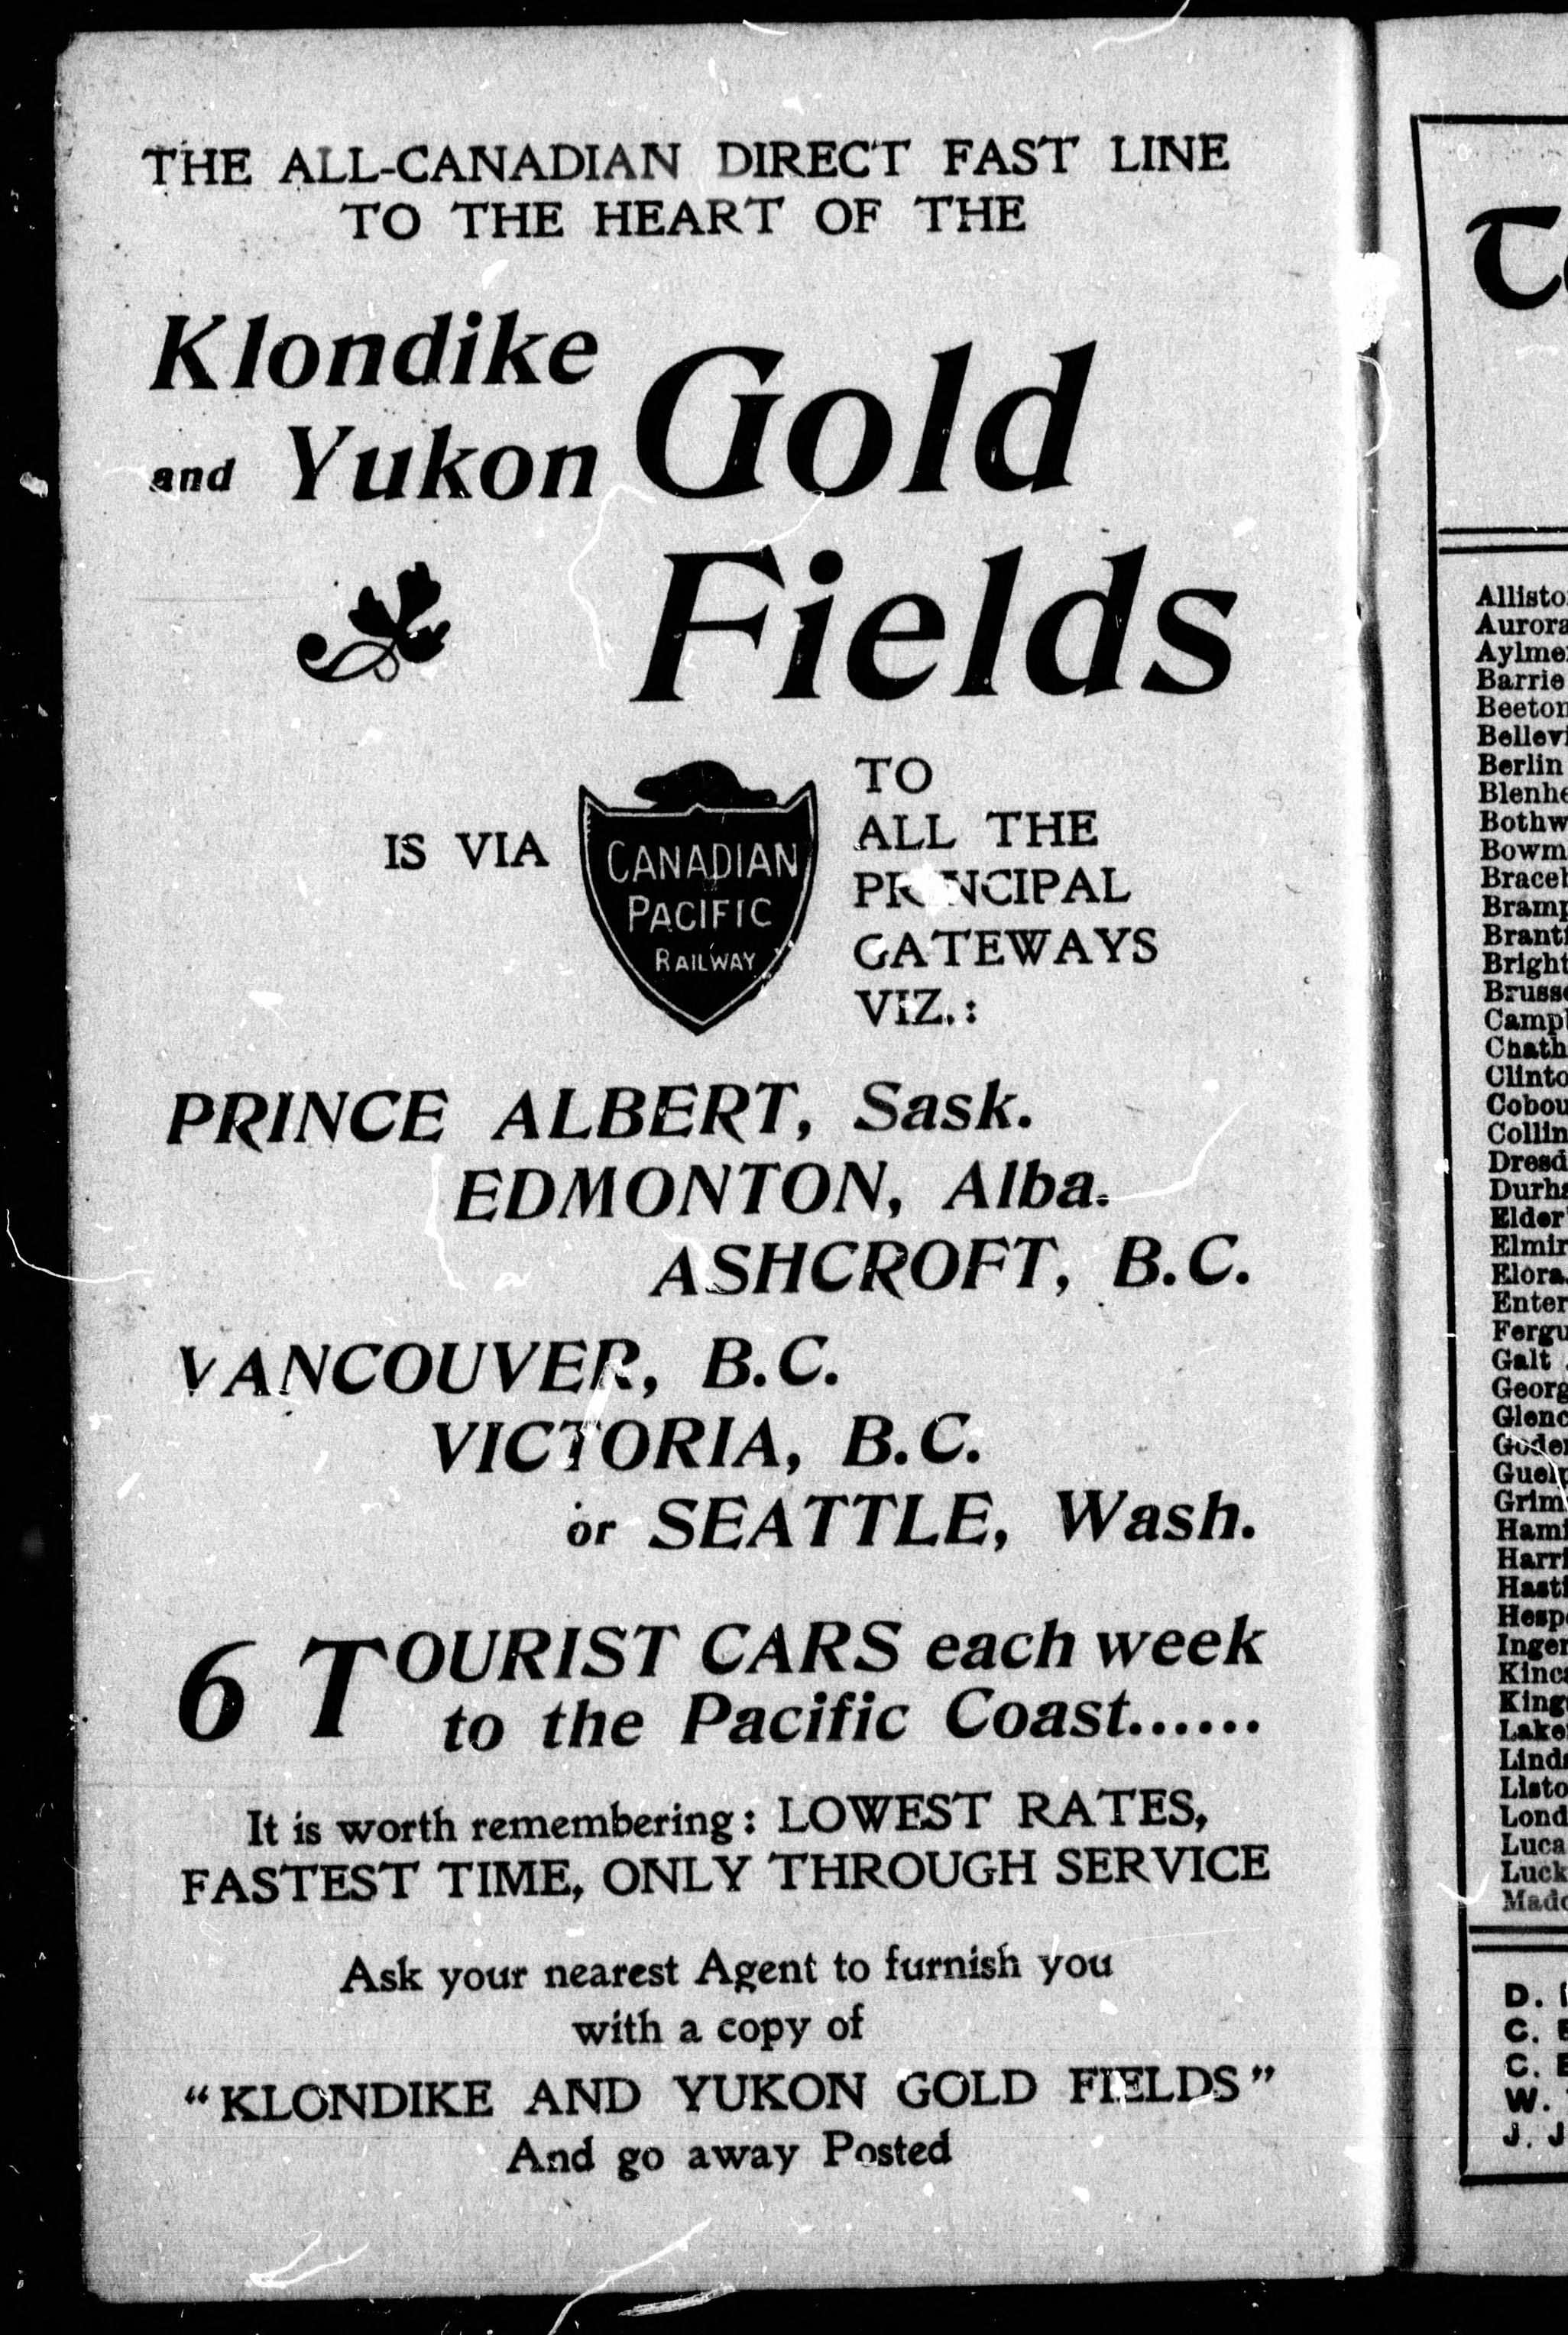 THE ALL-CANADIAN DIRECT FAST LINE
TO THE HEART OF THE
Klondike
and Yukon
Gold
Fields
IS VIA
CANADIAN
PACIFIC
RAILWAY
TO
ALL THE
PRINCIPAL
GATEWAYS
VIZ.:
PRINCE ALBERT, Sask.
EDMONTON, Alba.
ASHCROFT, B.C.
VANCOUVER, B.C.
VICTORIA, B.C.
or SEATTLE, Wash.
6 TOURIST CARS each week
to the Pacific Coast......
It is worth remembering: LOWEST RATES,
FASTEST TIME, ONLY THROUGH SERVICE
Ask your nearest Agent to furnish you
with a copy of
"KLONDIKE AND YUKON GOLD FIELDS"
And go away Posted
Barrie
Berlin
Galt
D.
C.
C.
W.
J. J